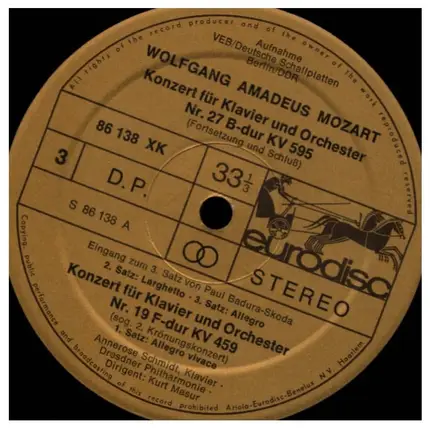 All rights of the record producer and of the owner of the work reproduced reserved
Aufnahme
VEB/Deutsche Schallplatten
Berlin/DDR
WOLFGANG AMADEUS MOZART
Konzert für Klavier und Orchester
Nr. 27 B-dur KV 595
(Fortsetzung und Schluß)
86 138 XK
3
D.P.
33 1/3
S 86 138 A
eurodisc
STEREO
Eingang zum 3. Satz von Paul Badura-Skoda
2. Satz: Larghetto · 3. Satz: Allegro
Konzert für Klavier und Orchester
Nr. 19 F-dur KV 459
(sog. 2. Krönungskonzert)
1. Satz: Allegro vivace
Annerose Schmidt, Klavier ·
Dresdner Philharmonie ·
Dirigent: Kurt Masur
Copying, public performance and broadcasting of this record prohibited Ariola-Eurodisc-Benelux N.V. Haarlem